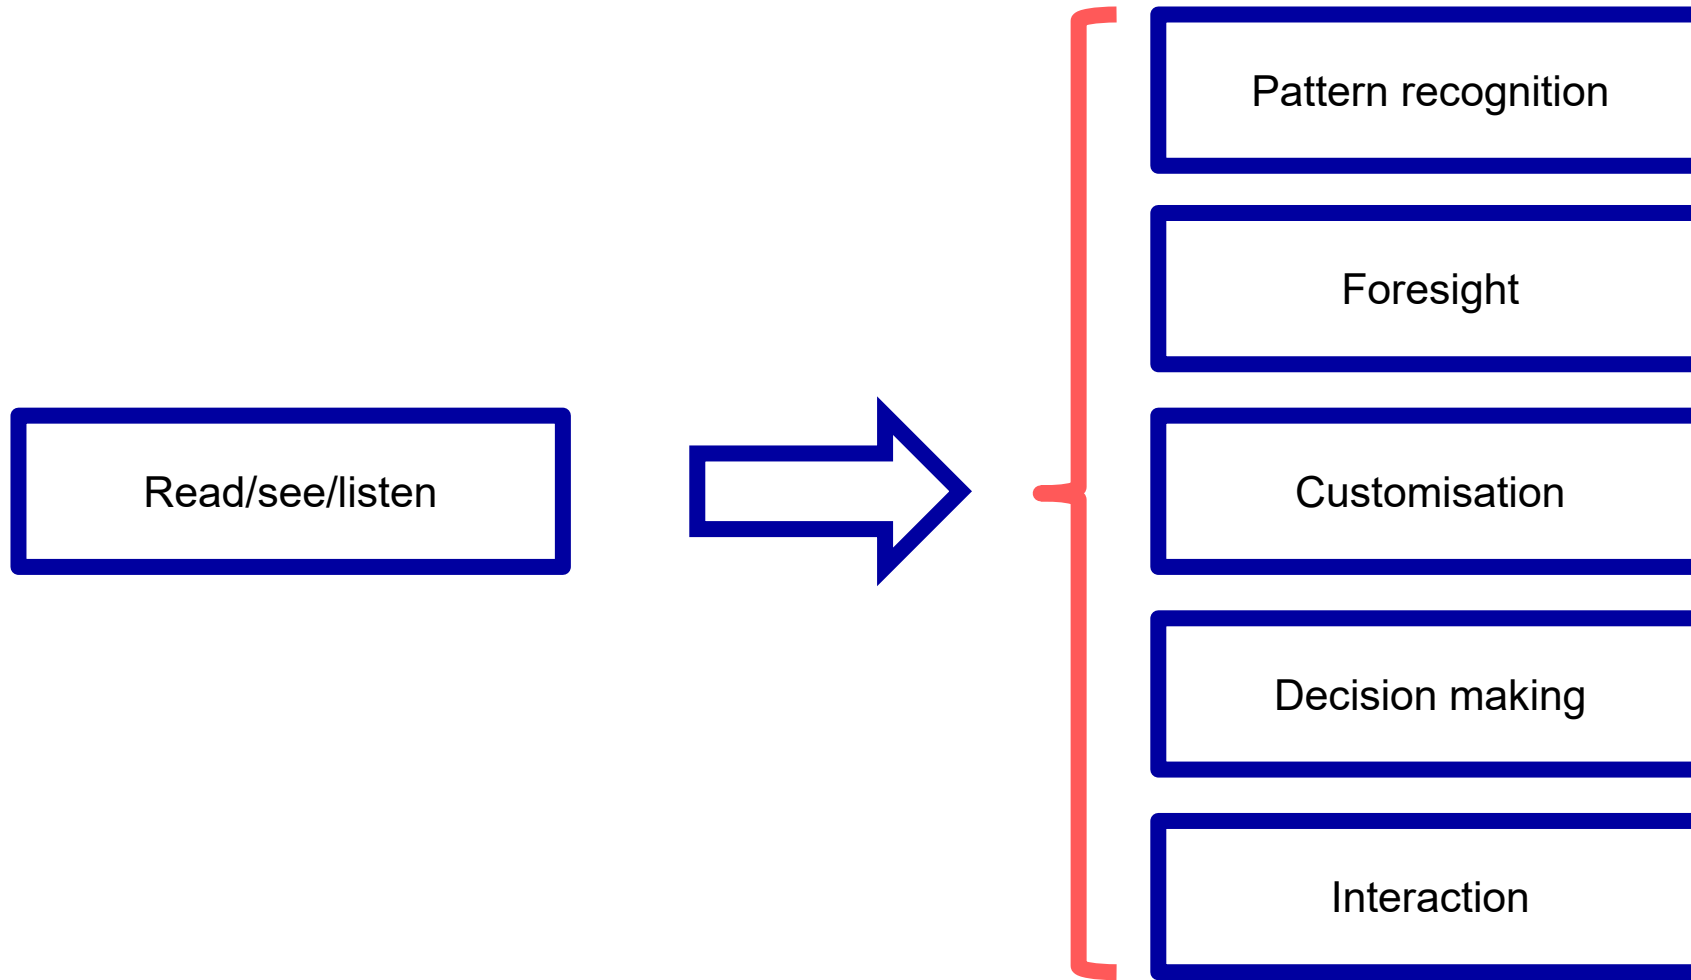 Pattern recognition
Foresight
Read/see/listen
Customisation
Decision making
Interaction